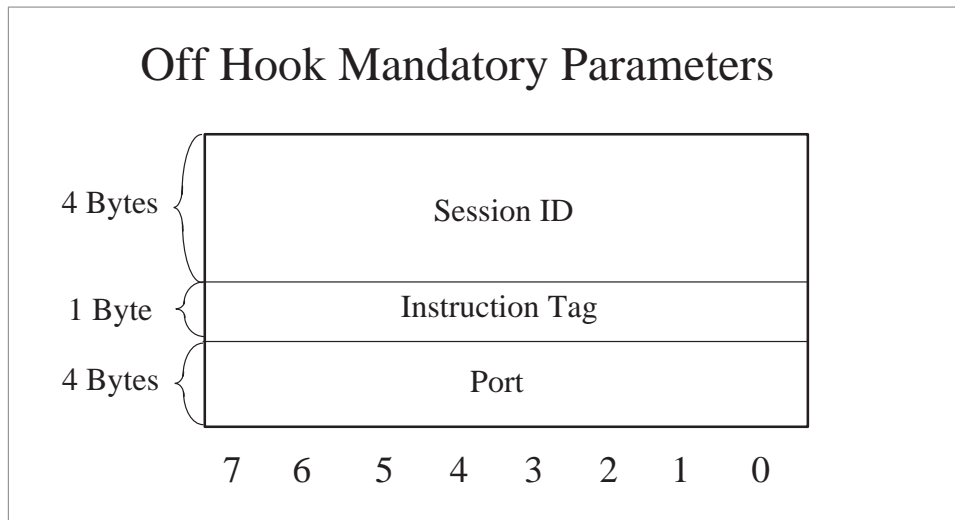 Off Hook Mandatory Parameters
4 Bytes
Session ID
1 Byte
Instruction Tag
4 Bytes
Port
7 6 5 4 3 2 1 0